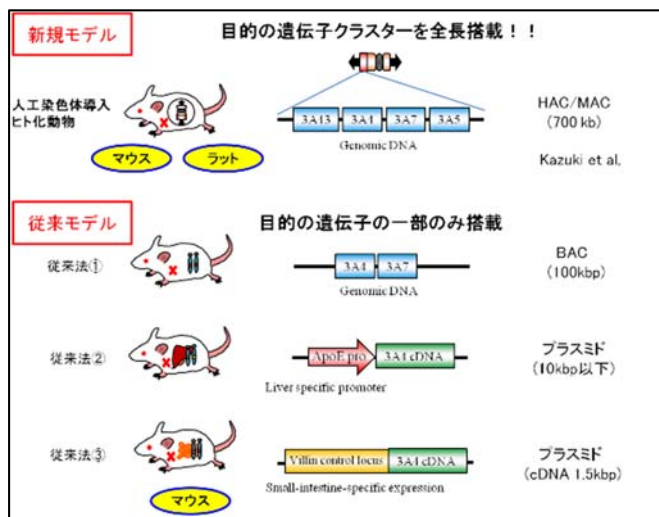 新規モデル
目的の遺伝子クラスターを全長搭載！！
人工染色体導入
ヒト化動物
マウス
ラット
3A43
3A4
3A7
3A5
Genomic DNA
HAC/MAC
(700 kb)
Kazuki et al,
従来モデル
目的の遺伝子の一部のみ搭載
従来法①
3A4
3A7
Genomic DNA
BAC
(100kbp)
従来法②
ApoE pro
3A4 cDNA
Liver specific promoter
プラスミド
(10kbp以下)
従来法③
Villin control locus
3A4 cDNA
Small-intestine-specific expression
プラスミド
(cDNA 1.5kbp)
マウス